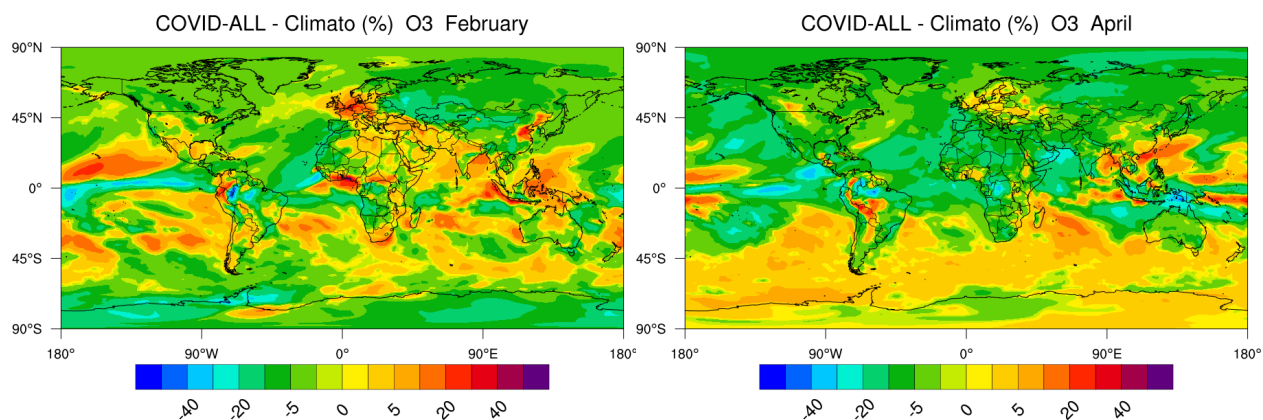 COVID-ALL - Climato (%) O3 February
90°N
45°N
0°
45°S
90°S
180° 90°W 0° 90°E 180°
-40 -20 -5 0 5 20 40
COVID-ALL - Climato (%) O3 April
90°N
45°N
0°
45°S
90°S
180° 90°W 0° 90°E 180°
-40 -20 -5 0 5 20 40